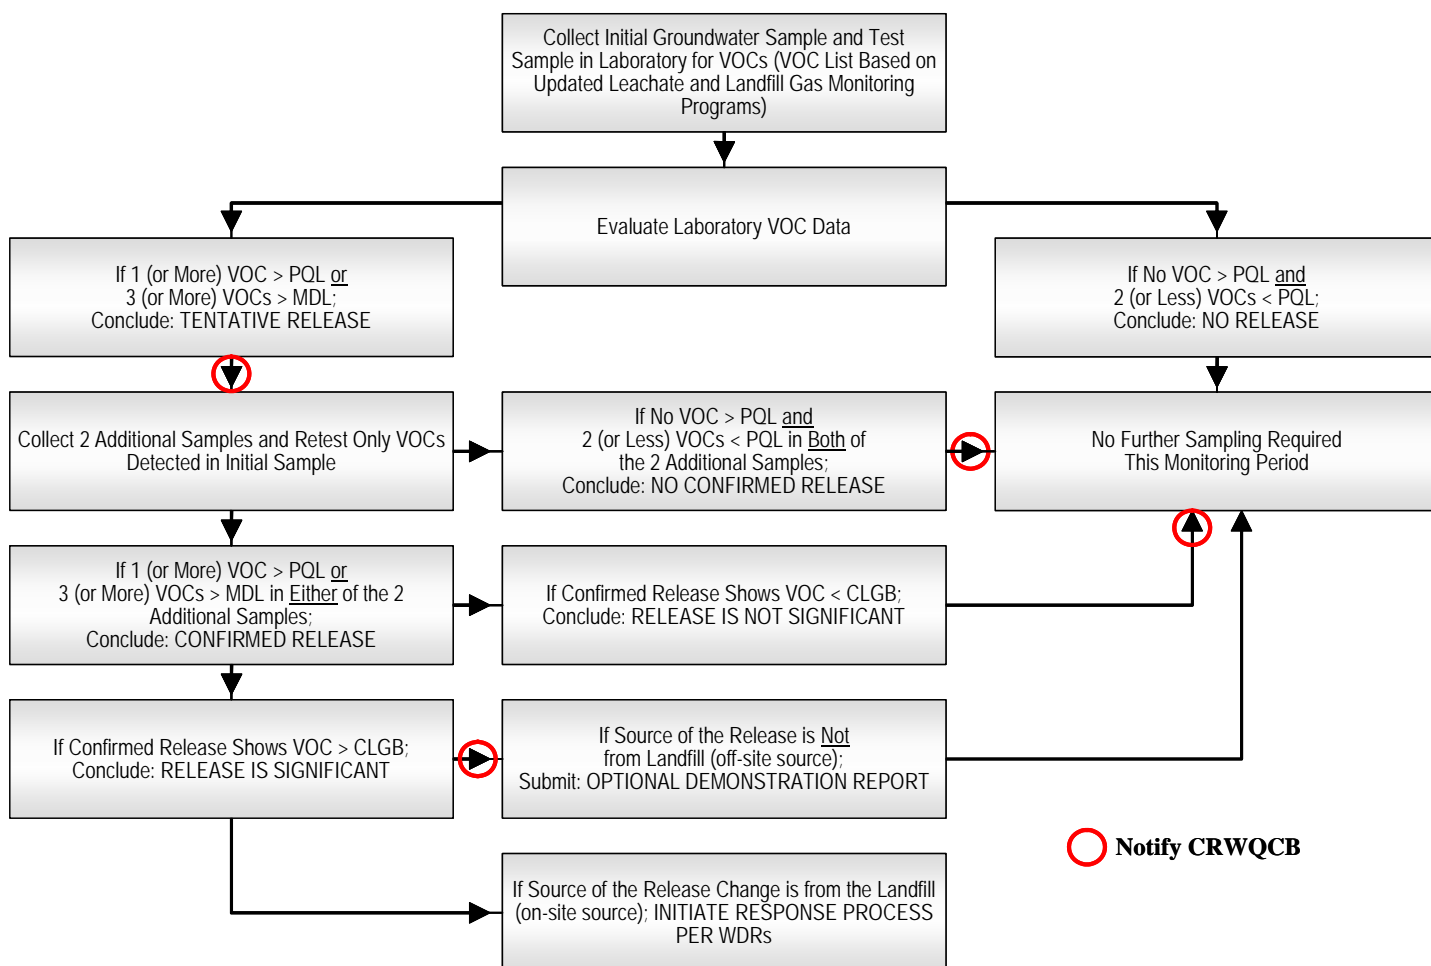 Collect Initial Groundwater Sample and Test
Sample in Laboratory for VOCs (VOC List Based on
Updated Leachate and Landfill Gas Monitoring
Programs)
Evaluate Laboratory VOC Data
If 1 (or More) VOC > PQL or
3 (or More) VOCs > MDL;
Conclude: TENTATIVE RELEASE
If No VOC > PQL and
2 (or Less) VOCs < PQL;
Conclude: NO RELEASE
Collect 2 Additional Samples and Retest Only VOCs
Detected in Initial Sample
If No VOC > PQL and
2 (or Less) VOCs < PQL in Both of
the 2 Additional Samples;
Conclude: NO CONFIRMED RELEASE
No Further Sampling Required
This Monitoring Period
If 1 (or More) VOC > PQL or
3 (or More) VOCs > MDL in Either of the 2
Additional Samples;
Conclude: CONFIRMED RELEASE
If Confirmed Release Shows VOC < CLGB;
Conclude: RELEASE IS NOT SIGNIFICANT
If Confirmed Release Shows VOC > CLGB;
Conclude: RELEASE IS SIGNIFICANT
If Source of the Release is Not
from Landfill (off-site source);
Submit: OPTIONAL DEMONSTRATION REPORT
Notify CRWQCB
If Source of the Release Change is from the Landfill
(on-site source); INITIATE RESPONSE PROCESS
PER WDRs